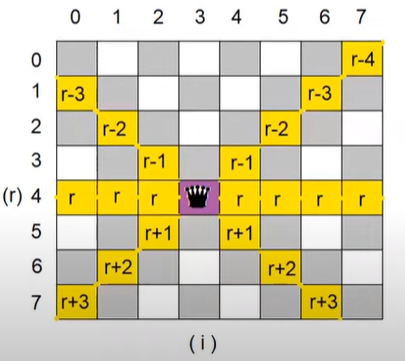 0 1 2 3 4 5 6 7
0 r-4
1 r-3 r-3
2 r-2 r-2
3 r-1 r-1
(r) 4 r r r r r r r
5 r+1 r+1
6 r+2 r+2
7 r+3 r+3
( i )